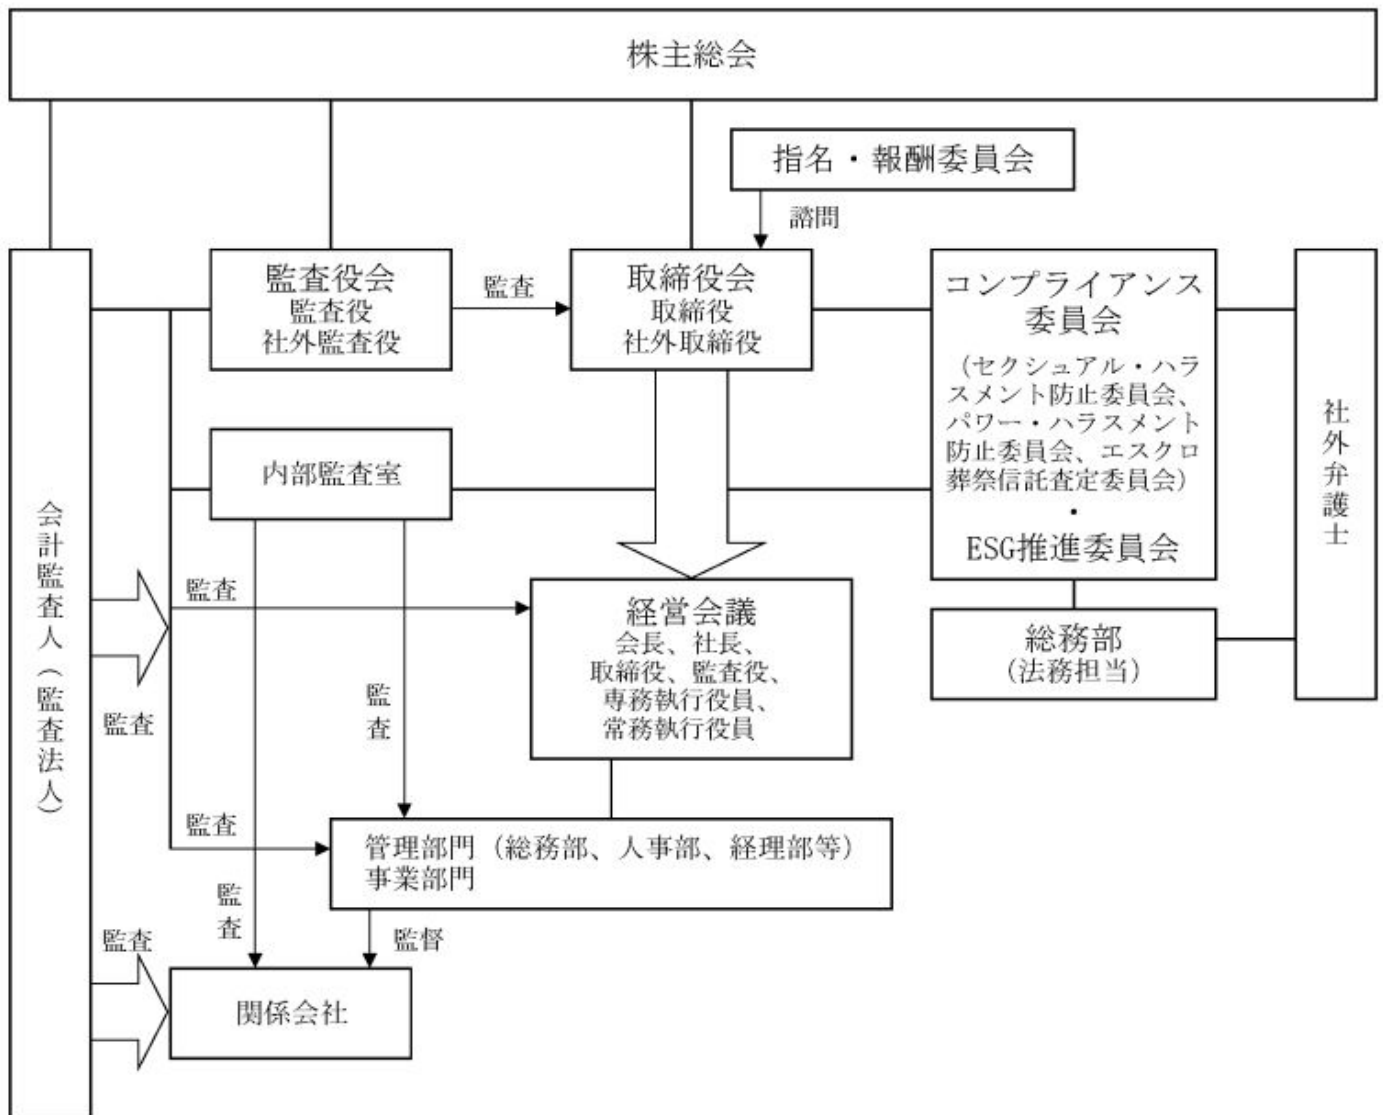 株主総会
指名・報酬委員会
諮問
監査役会
監査役
社外監査役
監査
取締役会
取締役
社外取締役
コンプライアンス
委員会
（セクシュアル・ハラ
スメント防止委員会、
パワー・ハラスメント
防止委員会、エスクロ
葬祭信託査定委員会）
・
ESG推進委員会
社外弁護士
内部監査室
会計監査人（監査法人）
監査
経営会議
会長、社長、
取締役、監査役、
専務執行役員、
常務執行役員
総務部
（法務担当）
監査
監査
監査
管理部門（総務部、人事部、経理部等）
事業部門
監査
監査
監督
関係会社